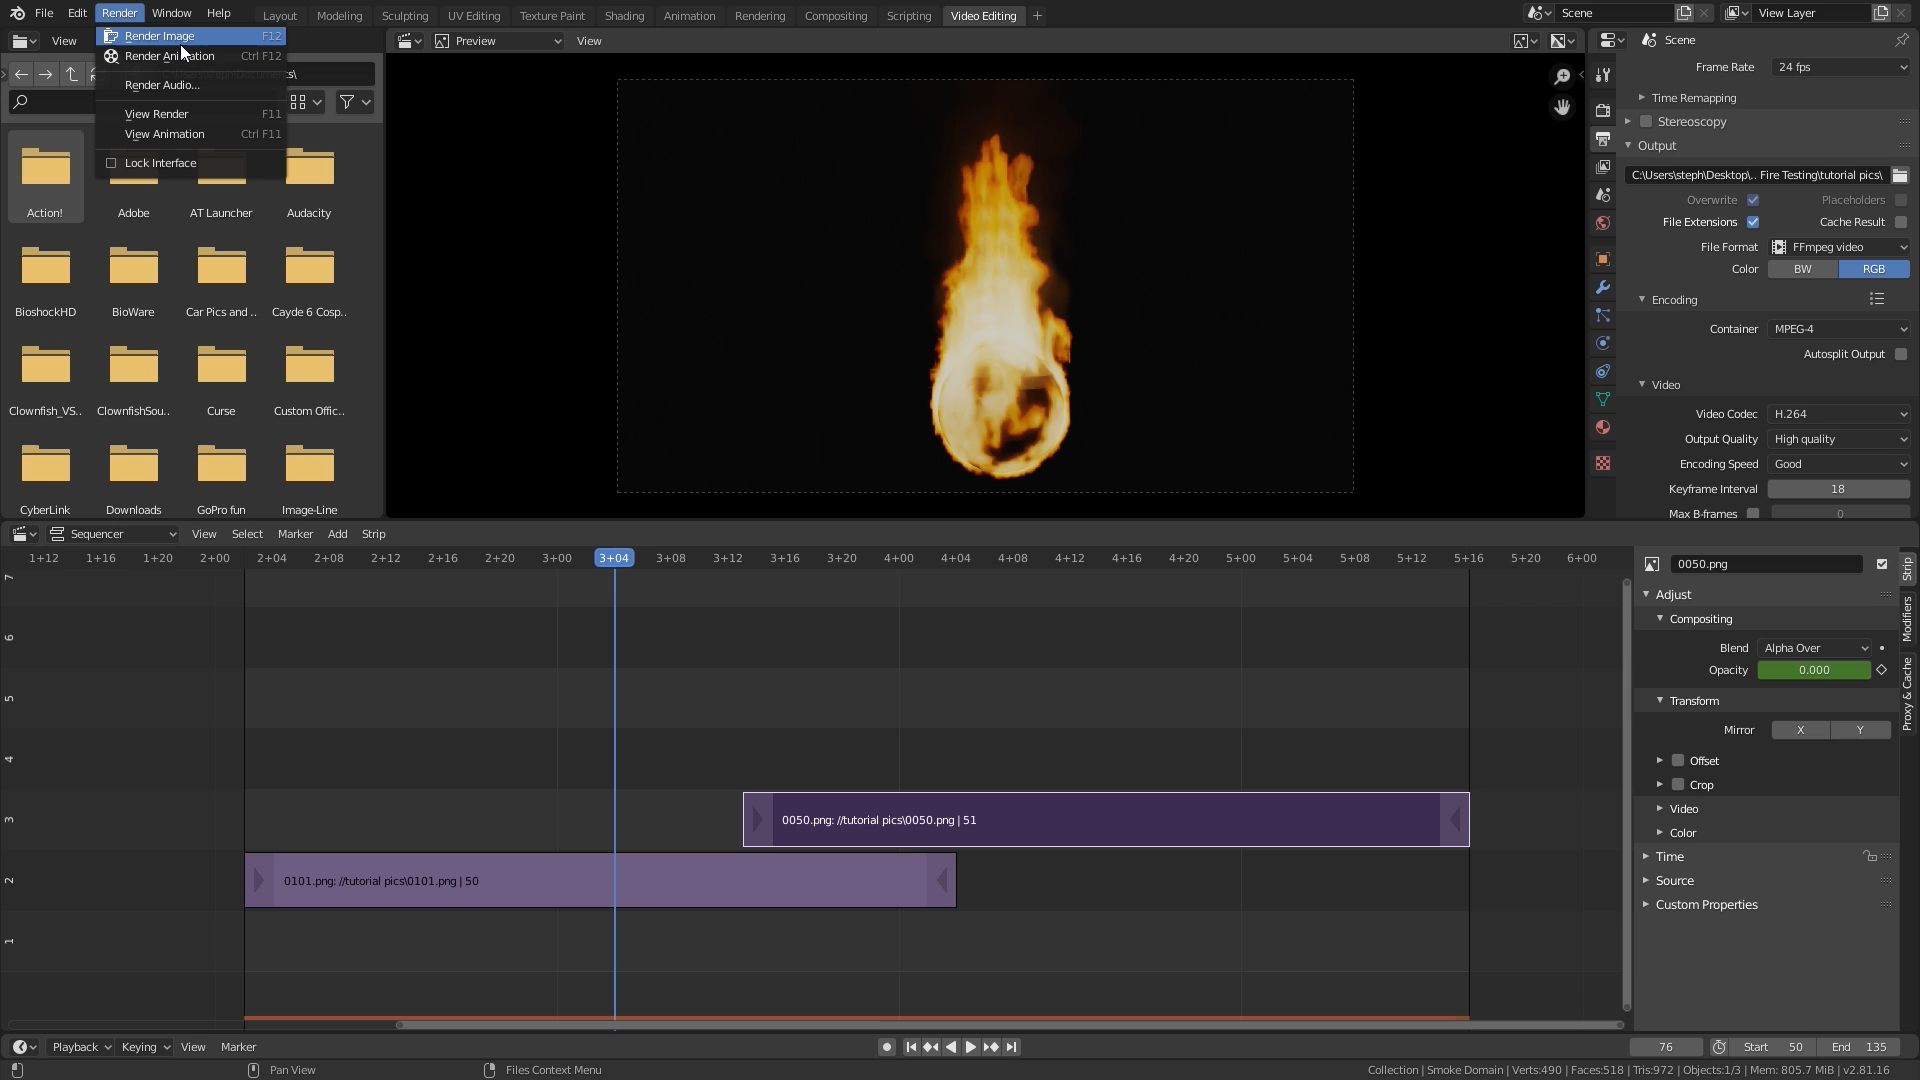 File Edit Render Window Help Layout Modeling Sculpting UV Editing Texture Paint Shading Animation Rendering Compositing Scripting Video Editing + Scene View Layer
View
Render Image F12
Render Animation Ctrl F12
Render Audio...
View Render F11
View Animation Ctrl F11
Lock Interface
Action! Adobe AT Launcher Audacity
BioshockHD BioWare Car Pics and .. Cayde 6 Cosp..
Clownfish_VS.. ClownfishSou.. Curse Custom Offic..
CyberLink Downloads GoPro fun Image-Line
Preview View
Scene
Frame Rate 24 fps
Time Remapping
Stereoscopy
Output
C:\Users\steph\Desktop\.. Fire Testing\tutorial pics\
Overwrite Placeholders
File Extensions Cache Result
File Format FFmpeg video
Color BW RGB
Encoding
Container MPEG-4
Autosplit Output
Video
Video Codec H.264
Output Quality High quality
Encoding Speed Good
Keyframe Interval 18
Max B-frames 0
Sequencer View Select Marker Add Strip
1+12 1+16 1+20 2+00 2+04 2+08 2+12 2+16 2+20 3+00 3+04 3+08 3+12 3+16 3+20 4+00 4+04 4+08 4+12 4+16 4+20 5+00 5+04 5+08 5+12 5+16 5+20 6+00
7
6
5
4
3
0050.png: //tutorial pics\0050.png | 51
2
0101.png: //tutorial pics\0101.png | 50
1
0050.png
Adjust
Compositing
Blend Alpha Over
Opacity 0.000
Transform
Mirror X Y
Offset
Crop
Video
Color
Time
Source
Custom Properties
Strip
Modifiers
Proxy & Cache
Playback Keying View Marker 76 Start 50 End 135
Pan View Files Context Menu Collection | Smoke Domain | Verts:490 | Faces:518 | Tris:972 | Objects:1/3 | Mem: 805.7 MiB | v2.81.16